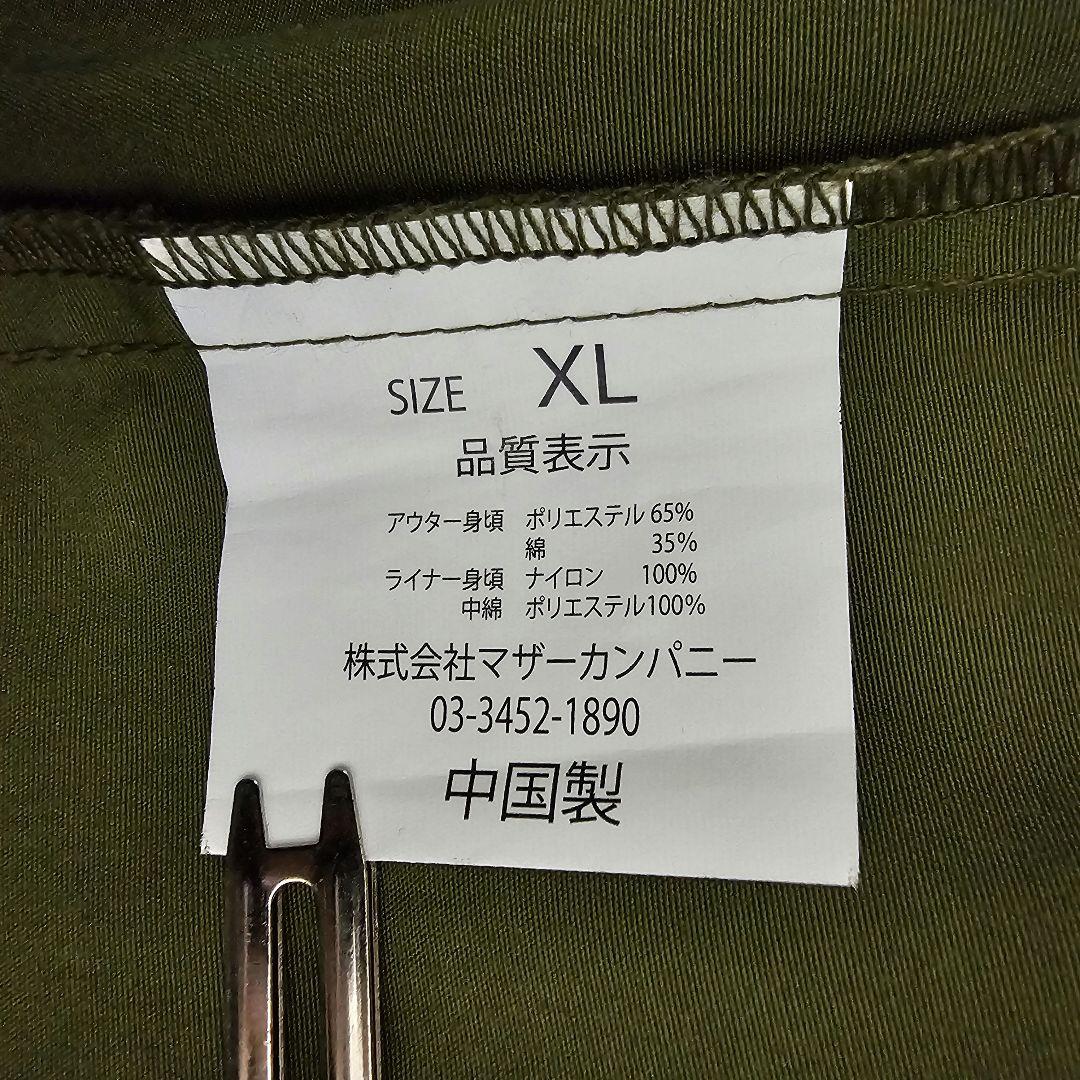 SIZE XL
品質表示
アウター身頃 ポリエステル 65%
綿 35%
ライナー身頃 ナイロン 100%
中綿 ポリエステル100%
株式会社マザーカンパニー
03-3452-1890
中国製